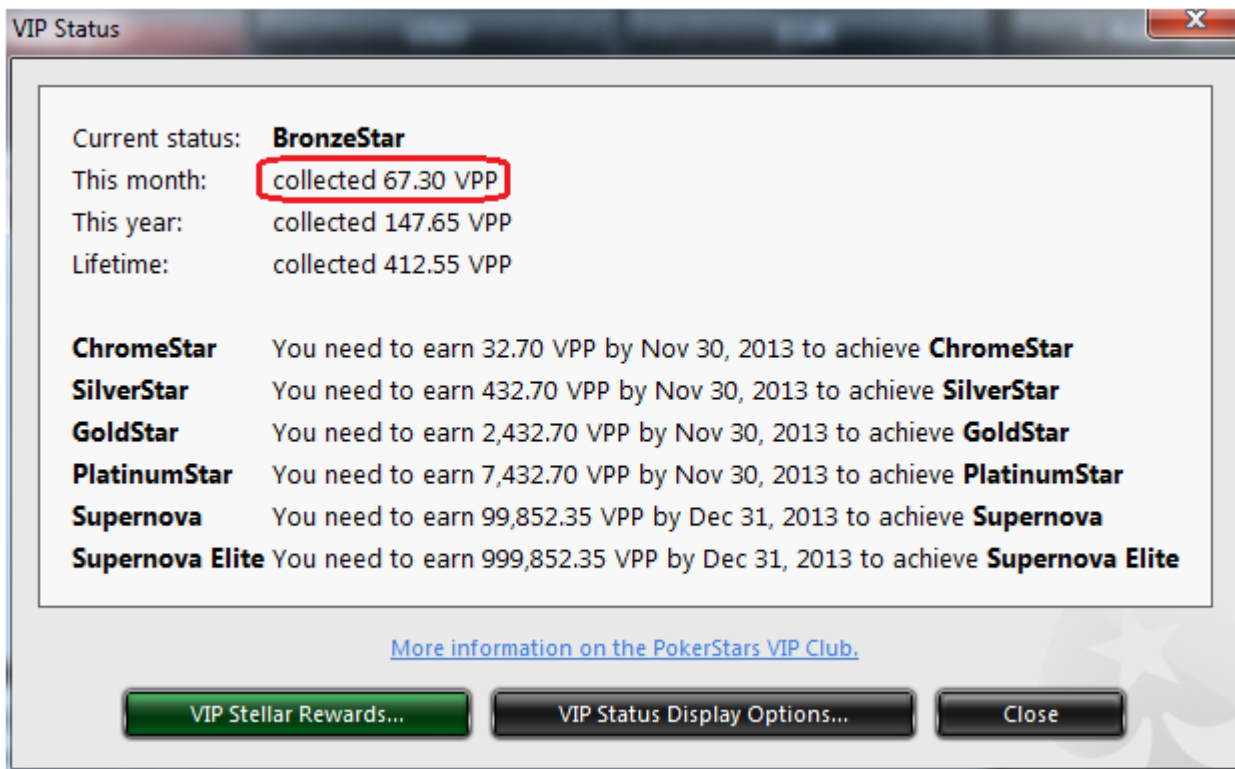 VIP Status
Current status: BronzeStar
This month: collected 67.30 VPP
This year: collected 147.65 VPP
Lifetime: collected 412.55 VPP
ChromeStar You need to earn 32.70 VPP by Nov 30, 2013 to achieve ChromeStar
SilverStar You need to earn 432.70 VPP by Nov 30, 2013 to achieve SilverStar
GoldStar You need to earn 2,432.70 VPP by Nov 30, 2013 to achieve GoldStar
PlatinumStar You need to earn 7,432.70 VPP by Nov 30, 2013 to achieve PlatinumStar
Supernova You need to earn 99,852.35 VPP by Dec 31, 2013 to achieve Supernova
Supernova Elite You need to earn 999,852.35 VPP by Dec 31, 2013 to achieve Supernova Elite
More information on the PokerStars VIP Club.
VIP Stellar Rewards... VIP Status Display Options... Close